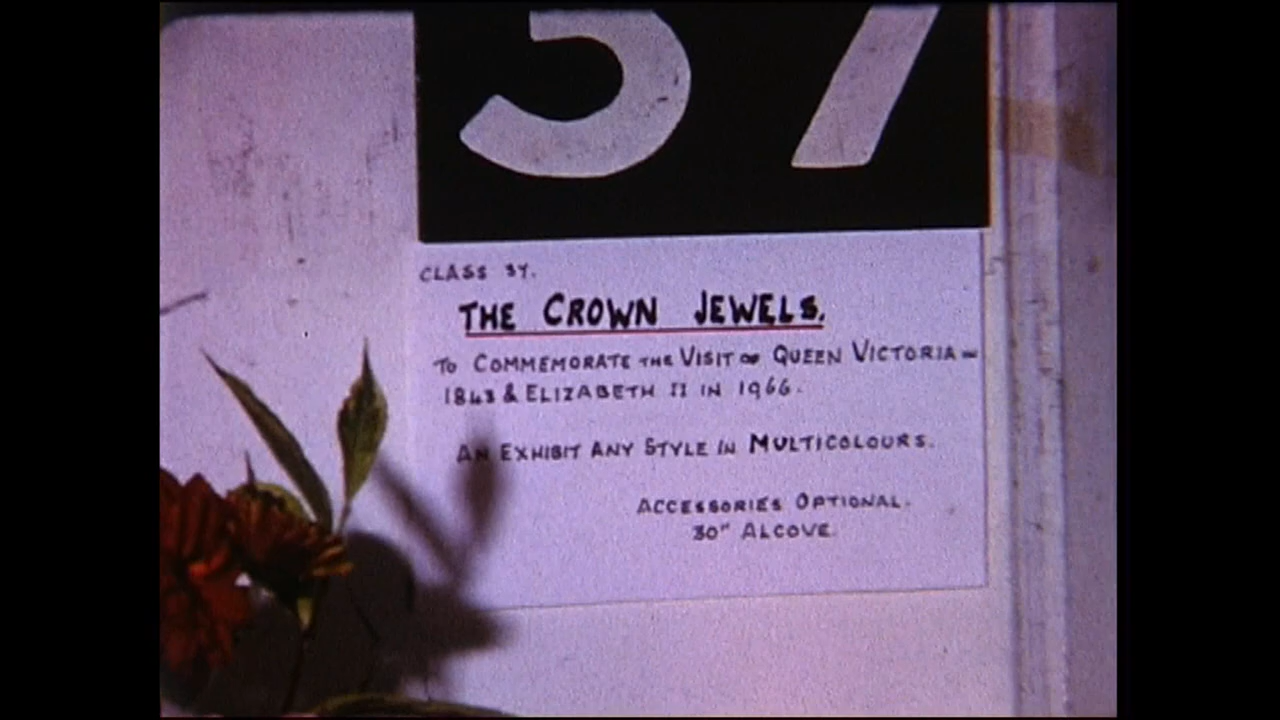 37
CLASS 37.
THE CROWN JEWELS.
TO COMMEMORATE THE VISIT OF QUEEN VICTORIA IN
1843 & ELIZABETH II IN 1966.
AN EXHIBIT ANY STYLE IN MULTICOLOURS.
ACCESSORIES OPTIONAL.
30" ALCOVE.